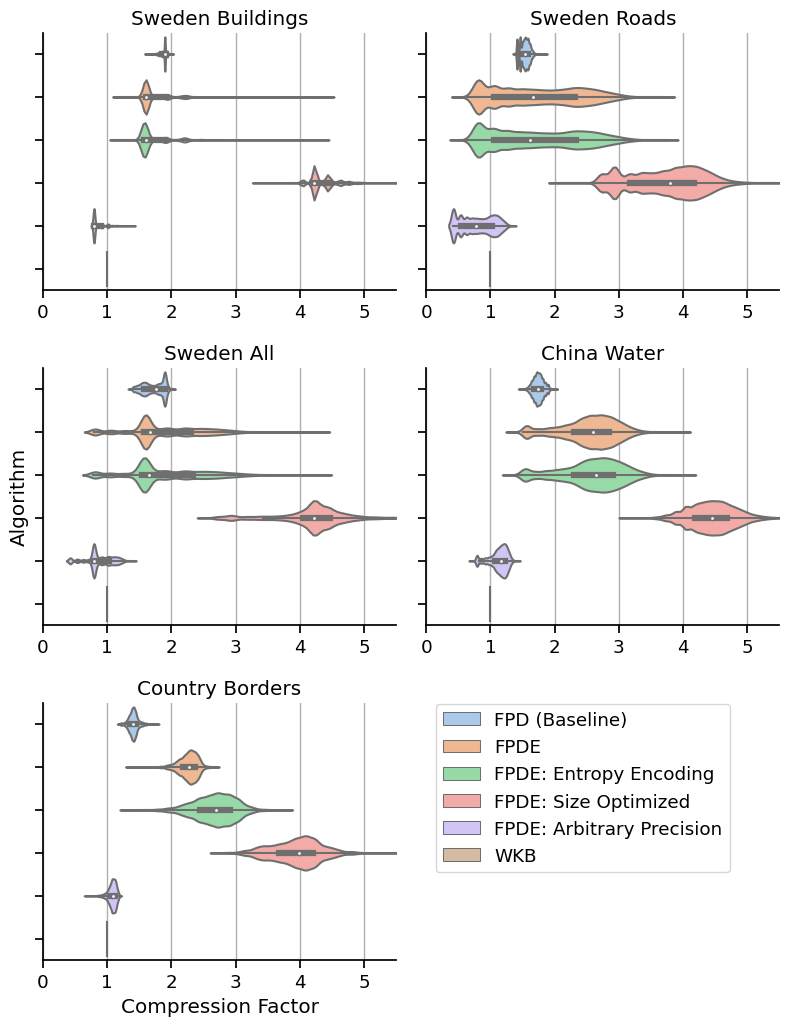 Sweden Buildings
Sweden Roads
0 1 2 3 4 5
0 1 2 3 4 5
Sweden All
China Water
Algorithm
0 1 2 3 4 5
0 1 2 3 4 5
Country Borders
FPD (Baseline)
FPDE
FPDE: Entropy Encoding
FPDE: Size Optimized
FPDE: Arbitrary Precision
WKB
0 1 2 3 4 5
Compression Factor